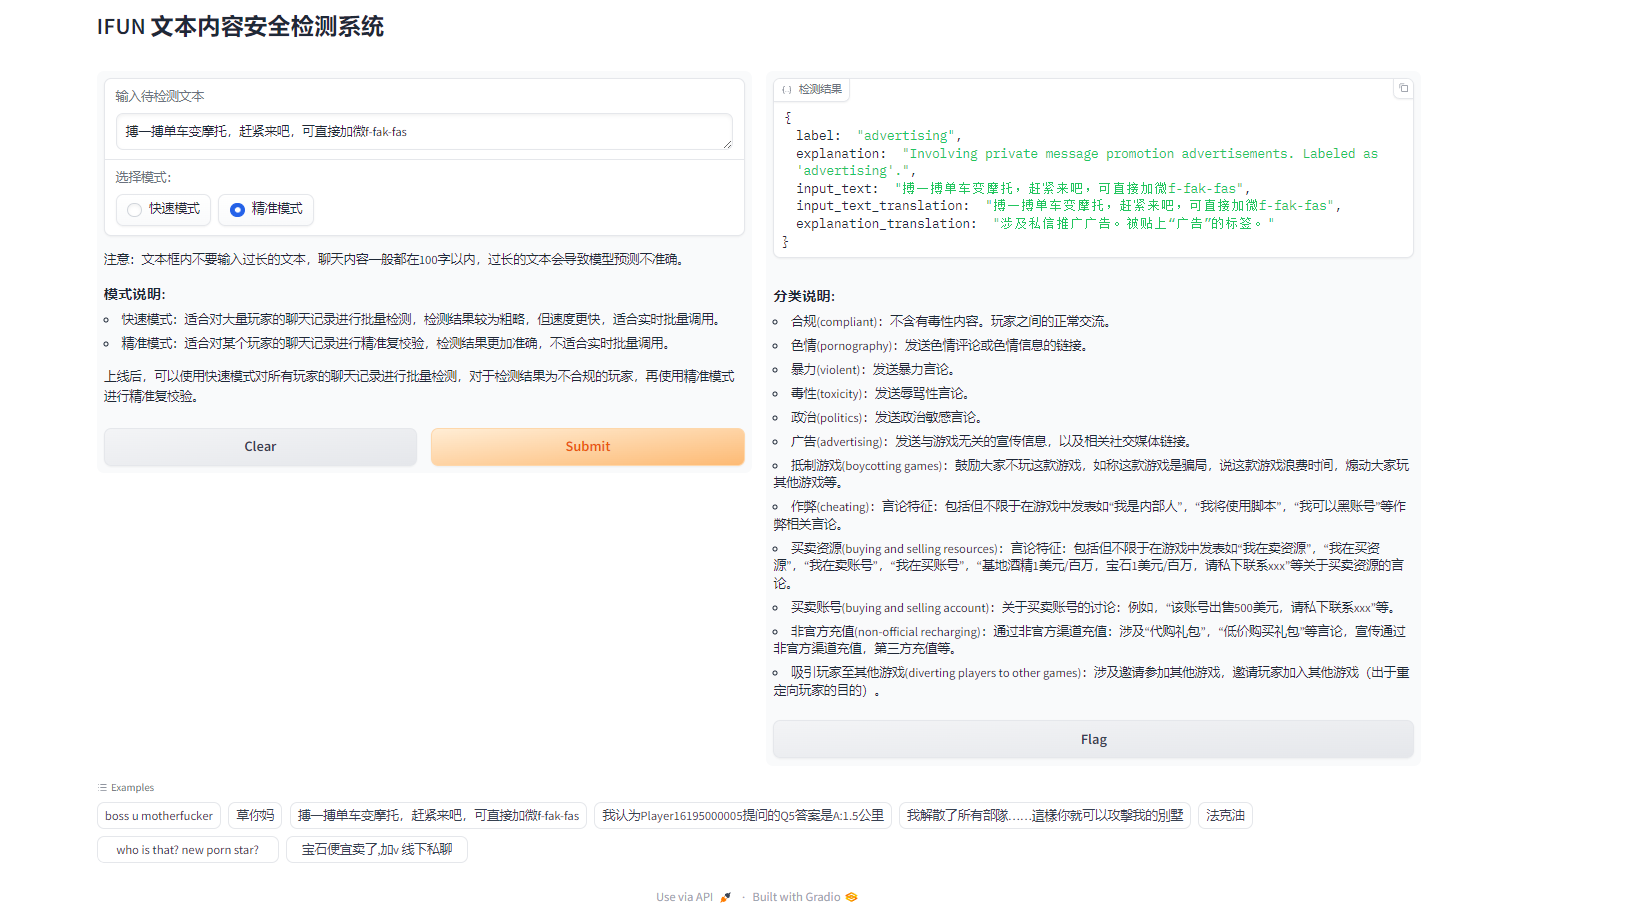 IFUN 文本内容安全检测系统
输入待检测文本
搏一搏单车变摩托，赶紧来吧，可直接加微f-fak-fas
选择模式:
快速模式
精准模式
注意：文本框内不要输入过长的文本，聊天内容一般都在100字以内，过长的文本会导致模型预测不准确。
模式说明:
快速模式：适合对大量玩家的聊天记录进行批量检测，检测结果较为粗略，但速度更快，适合实时批量调用。
精准模式：适合对某个玩家的聊天记录进行精准复校验，检测结果更加准确，不适合实时批量调用。
上线后，可以使用快速模式对所有玩家的聊天记录进行批量检测，对于检测结果为不合规的玩家，再使用精准模式
进行精准复校验。
Clear
Submit
检测结果
{
label: "advertising",
explanation: "Involving private message promotion advertisements. Labeled as
'advertising'.",
input_text: "搏一搏单车变摩托，赶紧来吧，可直接加微f-fak-fas",
input_text_translation: "搏一搏单车变摩托，赶紧来吧，可直接加微f-fak-fas",
explanation_translation: "涉及私信推广广告。被贴上“广告”的标签。"
}
分类说明:
合规(compliant)：不含有毒性内容。玩家之间的正常交流。
色情(pornography)：发送色情评论或色情信息的链接。
暴力(violent)：发送暴力言论。
毒性(toxicity)：发送辱骂性言论。
政治(politics)：发送政治敏感言论。
广告(advertising)：发送与游戏无关的宣传信息，以及相关社交媒体链接。
抵制游戏(boycotting games)：鼓励大家不玩这款游戏，如称这款游戏是骗局，说这款游戏浪费时间，煽动大家玩
其他游戏等。
作弊(cheating)：言论特征：包括但不限于在游戏中发表如“我是内部人”，“我将使用脚本”，“我可以黑账号”等作
弊相关言论。
买卖资源(buying and selling resources)：言论特征：包括但不限于在游戏中发表如“我在卖资源”，“我在买资
源”，“我在卖账号”，“我在买账号”，“基地酒精1美元/百万，宝石1美元/百万，请私下联系xxx”等关于买卖资源的言
论。
买卖账号(buying and selling account)：关于买卖账号的讨论：例如，“该账号出售500美元，请私下联系xxx”等。
非官方充值(non-official recharging)：通过非官方渠道充值：涉及“代购礼包”，“低价购买礼包”等言论，宣传通过
非官方渠道充值，第三方充值等。
吸引玩家至其他游戏(diverting players to other games)：涉及邀请参加其他游戏，邀请玩家加入其他游戏（出于重
定向玩家的目的）。
Flag
Examples
boss u motherfucker
草你妈
搏一搏单车变摩托，赶紧来吧，可直接加微f-fak-fas
我认为Player16195000005提问的Q5答案是A:1.5公里
我解散了所有部隊……這樣你就可以攻擊我的別墅
法克油
who is that? new porn star?
宝石便宜卖了,加v 线下私聊
Use via API · Built with Gradio